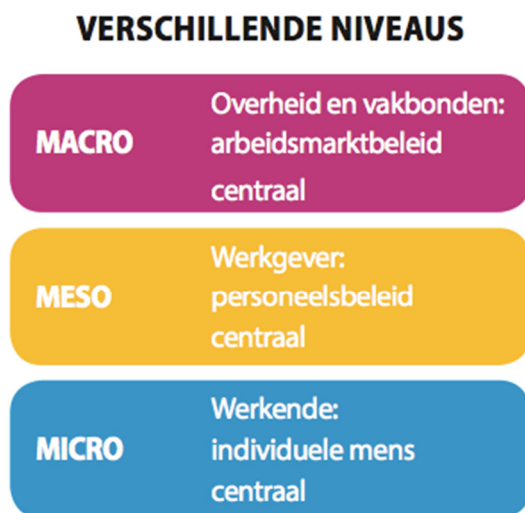 VERSCHILLENDE NIVEAUS
MACRO
Overheid en vakbonden:
arbeidsmarktbeleid
centraal
MESO
Werkgever:
personeelsbeleid
centraal
MICRO
Werkende:
individuele mens
centraal